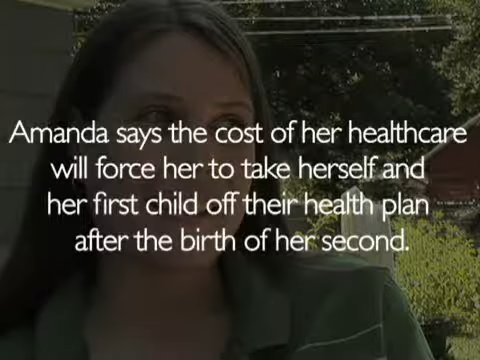 Amanda says the cost of her healthcare
will force her to take herself and
her first child off their health plan
after the birth of her second.